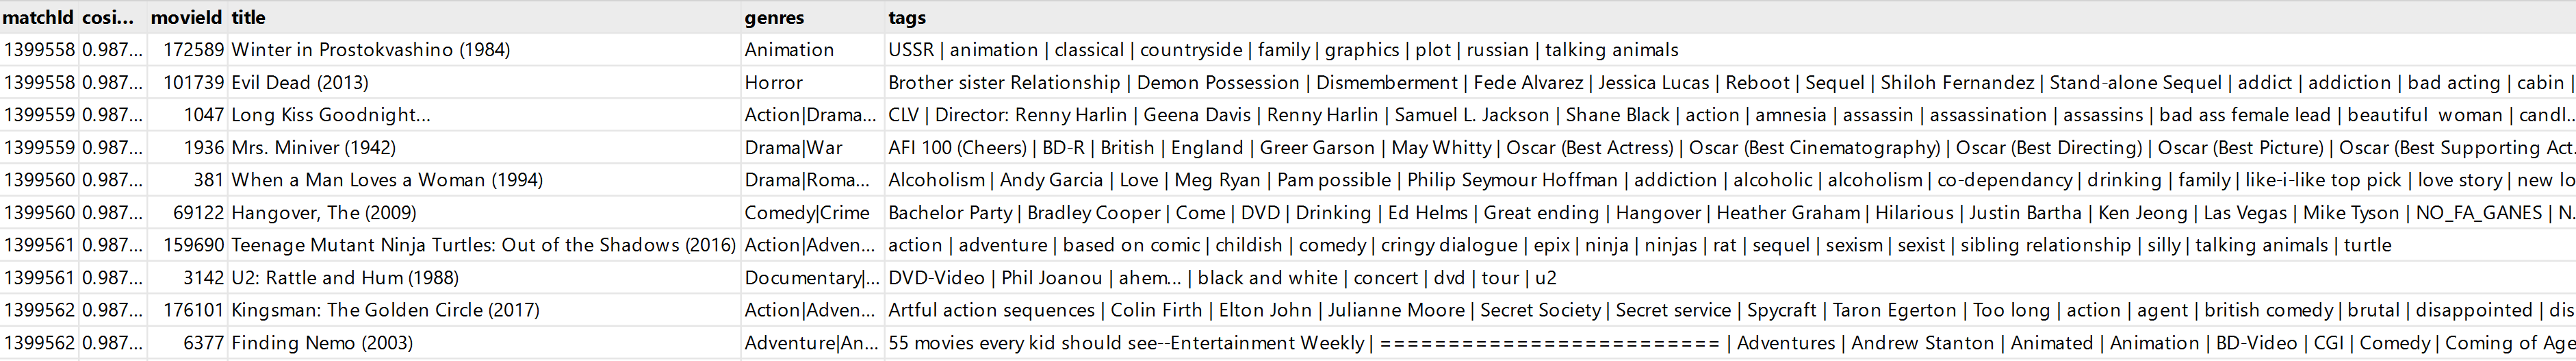 matchId cosi... movieId title genres tags
1399558 0.987... 172589 Winter in Prostokvashino (1984) Animation USSR | animation | classical | countryside | family | graphics | plot | russian | talking animals
1399558 0.987... 101739 Evil Dead (2013) Horror Brother sister Relationship | Demon Possession | Dismemberment | Fede Alvarez | Jessica Lucas | Reboot | Sequel | Shiloh Fernandez | Stand-alone Sequel | addict | addiction | bad acting | cabin |
1399559 0.987... 1047 Long Kiss Goodnight... Action|Drama... CLV | Director: Renny Harlin | Geena Davis | Renny Harlin | Samuel L. Jackson | Shane Black | action | amnesia | assassin | assassination | assassins | bad ass female lead | beautiful  woman | candl...
1399559 0.987... 1936 Mrs. Miniver (1942) Drama|War AFI 100 (Cheers) | BD-R | British | England | Greer Garson | May Whitty | Oscar (Best Actress) | Oscar (Best Cinematography) | Oscar (Best Directing) | Oscar (Best Picture) | Oscar (Best Supporting Act...
1399560 0.987... 381 When a Man Loves a Woman (1994) Drama|Roma... Alcoholism | Andy Garcia | Love | Meg Ryan | Pam possible | Philip Seymour Hoffman | addiction | alcoholic | alcoholism | co-dependancy | drinking | family | like-i-like top pick | love story | new lo
1399560 0.987... 69122 Hangover, The (2009) Comedy|Crime Bachelor Party | Bradley Cooper | Come | DVD | Drinking | Ed Helms | Great ending | Hangover | Heather Graham | Hilarious | Justin Bartha | Ken Jeong | Las Vegas | Mike Tyson | NO_FA_GANES | N...
1399561 0.987... 159690 Teenage Mutant Ninja Turtles: Out of the Shadows (2016) Action|Adven... action | adventure | based on comic | childish | comedy | cringy dialogue | epix | ninja | ninjas | rat | sequel | sexism | sexist | sibling relationship | silly | talking animals | turtle
1399561 0.987... 3142 U2: Rattle and Hum (1988) Documentary|... DVD-Video | Phil Joanou | ahem... | black and white | concert | dvd | tour | u2
1399562 0.987... 176101 Kingsman: The Golden Circle (2017) Action|Adven... Artful action sequences | Colin Firth | Elton John | Julianne Moore | Secret Society | Secret service | Spycraft | Taron Egerton | Too long | action | agent | british comedy | brutal | disappointed | dis
1399562 0.987... 6377 Finding Nemo (2003) Adventure|An... 55 movies every kid should see--Entertainment Weekly | ========================= | Adventures | Andrew Stanton | Animated | Animation | BD-Video | CGI | Comedy | Coming of Age